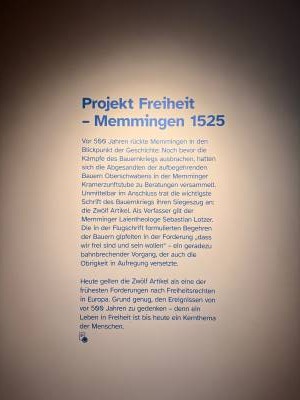 Projekt Freiheit
– Memmingen 1525
Vor 500 Jahren rückte Memmingen in den
Blickpunkt der Geschichte. Noch bevor die
Kämpfe des Bauernkriegs ausbrachen, hatten
sich die Abgesandten der aufbegehrenden
Bauern Oberschwabens in der Memminger
Kramerzunftstube zu Beratungen versammelt.
Unmittelbar im Anschluss trat die wichtigste
Schrift des Bauernkriegs ihren Siegeszug an:
die Zwölf Artikel. Als Verfasser gilt der
Memminger Laientheologe Sebastian Lotzer.
Die in der Flugschrift formulierten Begehren
der Bauern gipfelten in der Forderung „dass
wir frei sind und sein wollen“ – ein geradezu
bahnbrechender Vorgang, der auch die
Obrigkeit in Aufregung versetzte.
Heute gelten die Zwölf Artikel als eine der
frühesten Forderungen nach Freiheitsrechten
in Europa. Grund genug, den Ereignissen von
vor 500 Jahren zu gedenken – denn ein
Leben in Freiheit ist bis heute ein Kernthema
der Menschen.